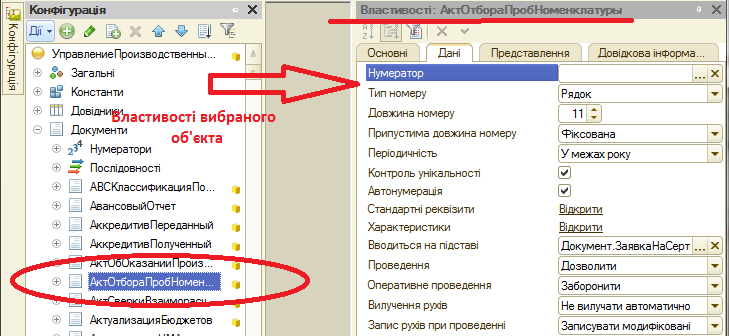 Конфігурація
Конфігурація
Дії
УправлениеПроизводственны...
Загальні
Константи
Довідники
Документи
Нумератори
Послідовності
АВСКлассификацияПо...
АвансовыйОтчет
АккредитивПереданный
АккредитивПолученный
АктОбОказанииПроиз...
АктОтбораПробНомен...
АктСверкиВзаиморасч...
АктуализацияБюджетов
Властивості вибраного
об'єкта
Властивості: АктОтбораПробНоменклатуры
Основні
Дані
Представлення
Довідкова інформа...
Нумератор
...
Тип номеру Рядок
Довжина номеру 11
Припустима довжина номеру Фіксована
Періодичність У межах року
Контроль унікальності
Автонумерація
Стандартні реквізити Відкрити
Характеристики Відкрити
Вводиться на підставі Документ.ЗаявкаНаСерт ...
Проведення Дозволити
Оперативне проведення Заборонити
Вилучення рухів Не вилучати автоматично
Запис рухів при проведенні Записувати модифіковані